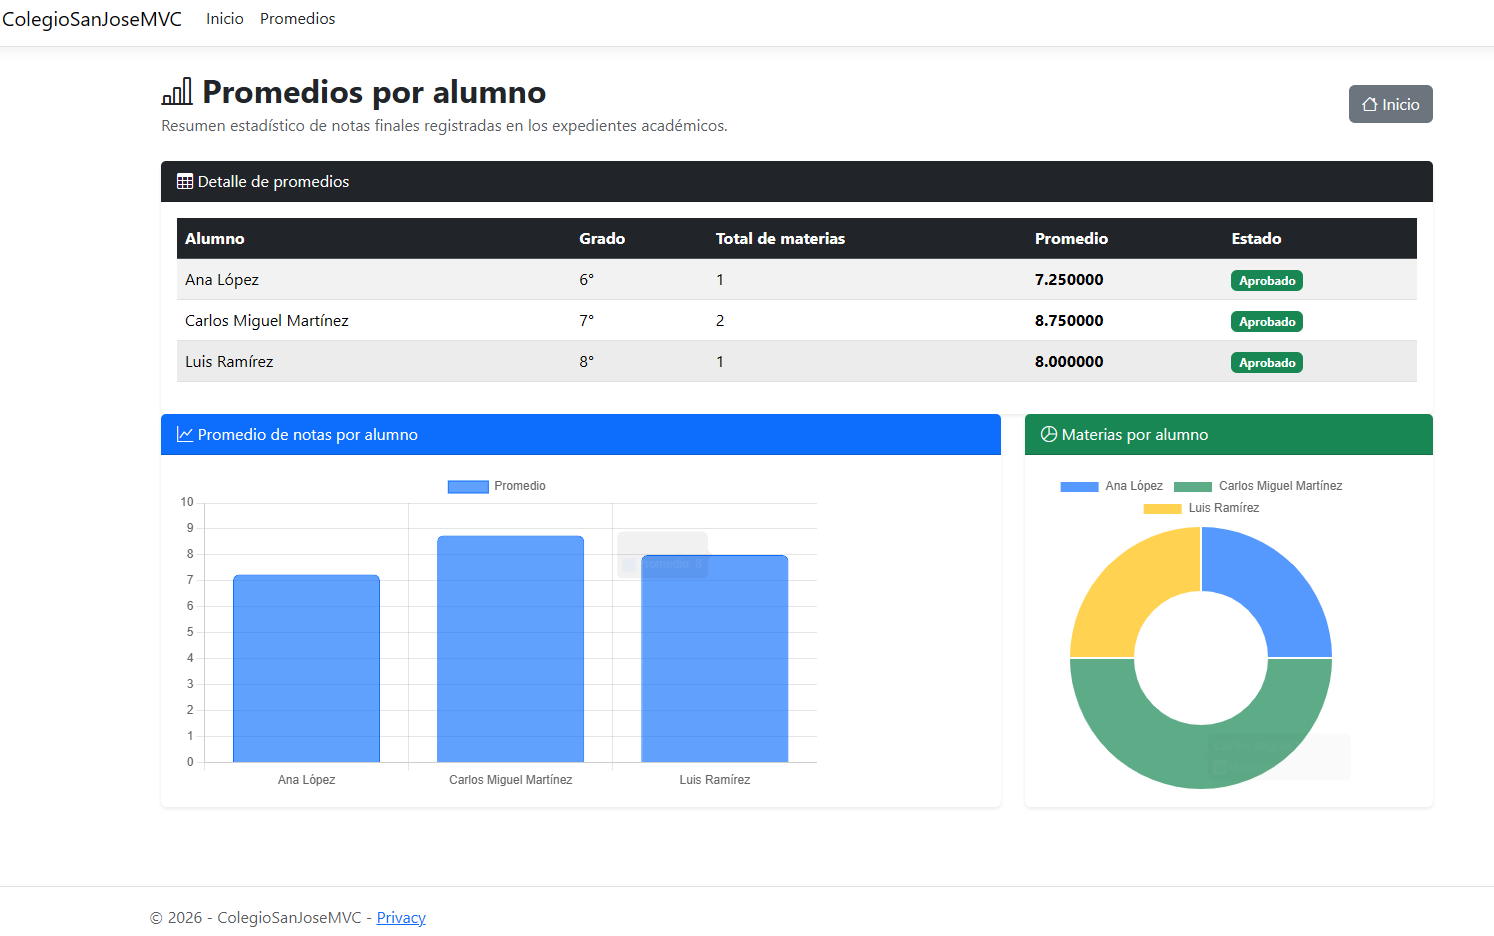 ColegioSanJoseMVC Inicio Promedios
Promedios por alumno
Resumen estadístico de notas finales registradas en los expedientes académicos.
Inicio
Detalle de promedios
Alumno Grado Total de materias Promedio Estado
Ana López 6° 1 7.250000 Aprobado
Carlos Miguel Martínez 7° 2 8.750000 Aprobado
Luis Ramírez 8° 1 8.000000 Aprobado
Promedio de notas por alumno
Promedio
10
9
8
7
6
5
4
3
2
1
0
Promedio: 8
Ana López Carlos Miguel Martínez Luis Ramírez
Materias por alumno
Ana López Carlos Miguel Martínez
Luis Ramírez
© 2026 - ColegioSanJoseMVC - Privacy